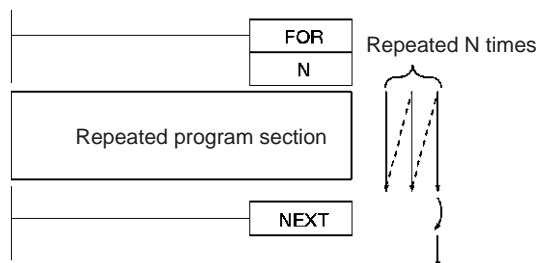 FOR
Repeated N times
N
Repeated program section
NEXT